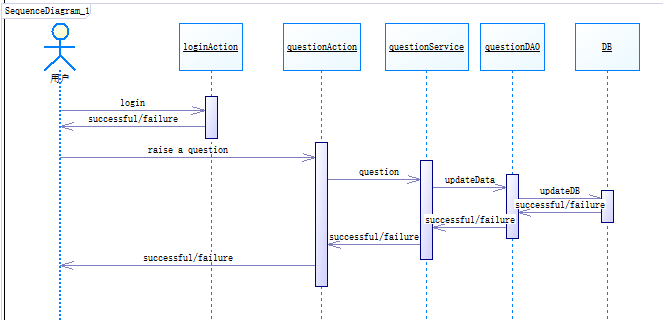 SequenceDiagram_1
loginAction
questionAction
questionService
questionDAO
DB
用户
login
successful/failure
raise a question
question
updateData
updateDB
successful/failure
successful/failure
successful/failure
successful/failure